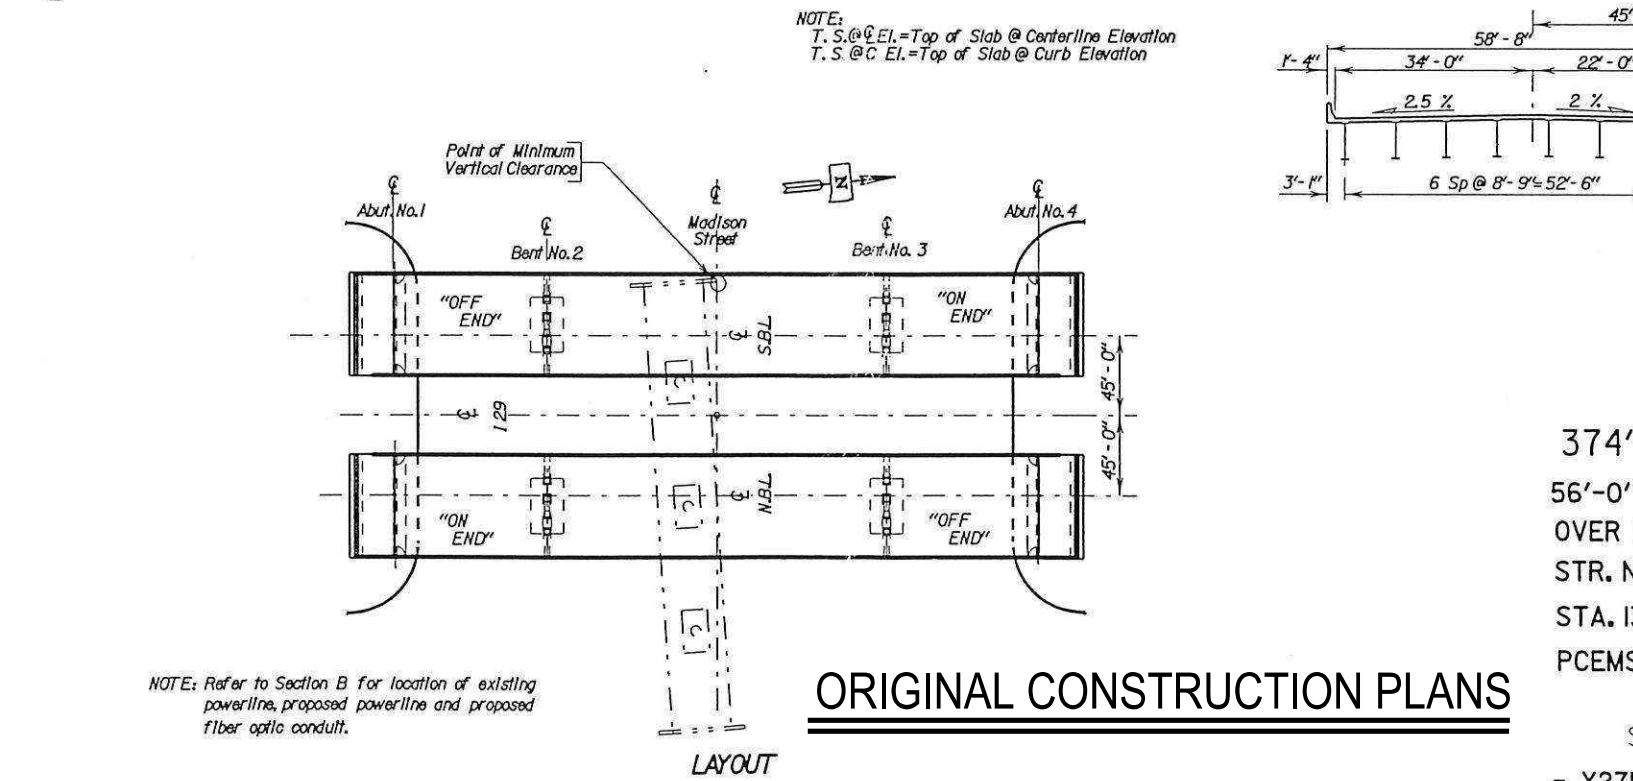 NOTE:
T. S.@ ℄ El.=Top of Slab @ Centerline Elevation
T. S. @ C El.=Top of Slab @ Curb Elevation
45'
58'-8"
1'-4"
34'-0"
22'-0"
2.5 %
2 %
3'-1"
6 Sp @ 8'-9"=52'-6"
Point of Minimum
Vertical Clearance
N
℄
Abut. No. 1
℄
Bent No. 2
℄
Madison
Street
℄
Bent No. 3
℄
Abut. No. 4
"OFF
END"
"ON
END"
℄ S.B.L.
C
45'-0"
℄ I 29
45'-0"
C
℄ N.B.L.
"ON
END"
"OFF
END"
C
374'
56'-0'
OVER
STR. N
STA. 13
PCEMS
NOTE: Refer to Section B for location of existing
powerline, proposed powerline and proposed
fiber optic conduit.
ORIGINAL CONSTRUCTION PLANS
LAYOUT